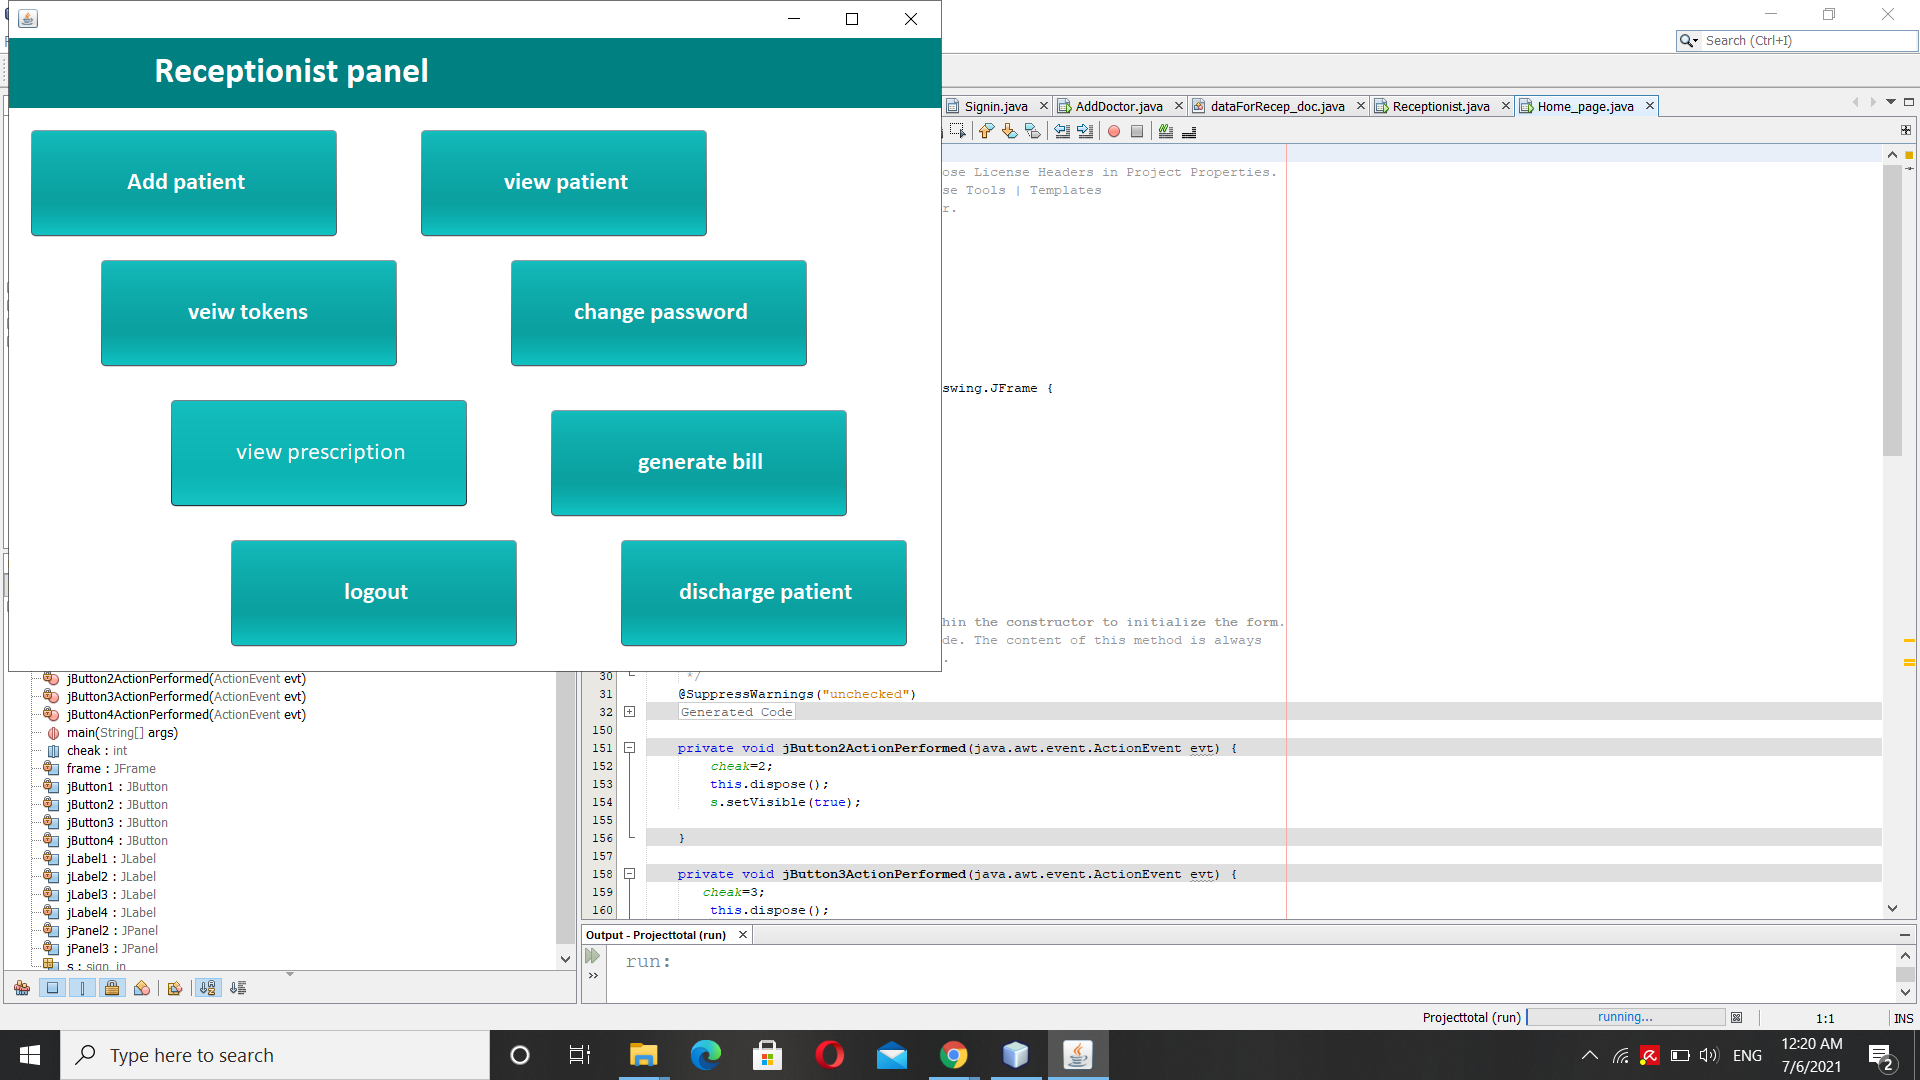 Receptionist panel
Add patient
view patient
veiw tokens
change password
view prescription
generate bill
logout
discharge patient
Search (Ctrl+I)
Signin.java
AddDoctor.java
dataForRecep_doc.java
Receptionist.java
Home_page.java
ose License Headers in Project Properties.
se Tools | Templates
r.
swing.JFrame {
hin the constructor to initialize the form.
de. The content of this method is always
.
30 */
31 @SuppressWarnings("unchecked")
32 Generated Code
150
151 private void jButton2ActionPerformed(java.awt.event.ActionEvent evt) {
152 cheak=2;
153 this.dispose();
154 s.setVisible(true);
155
156 }
157
158 private void jButton3ActionPerformed(java.awt.event.ActionEvent evt) {
159 cheak=3;
160 this.dispose();
jButton2ActionPerformed(ActionEvent evt)
jButton3ActionPerformed(ActionEvent evt)
jButton4ActionPerformed(ActionEvent evt)
main(String[] args)
cheak : int
frame : JFrame
jButton1 : JButton
jButton2 : JButton
jButton3 : JButton
jButton4 : JButton
jLabel1 : JLabel
jLabel2 : JLabel
jLabel3 : JLabel
jLabel4 : JLabel
jPanel2 : JPanel
jPanel3 : JPanel
s : sign_in
Output - Projecttotal (run)
run:
Projecttotal (run)
running...
1:1
INS
Type here to search
ENG
12:20 AM
7/6/2021
2